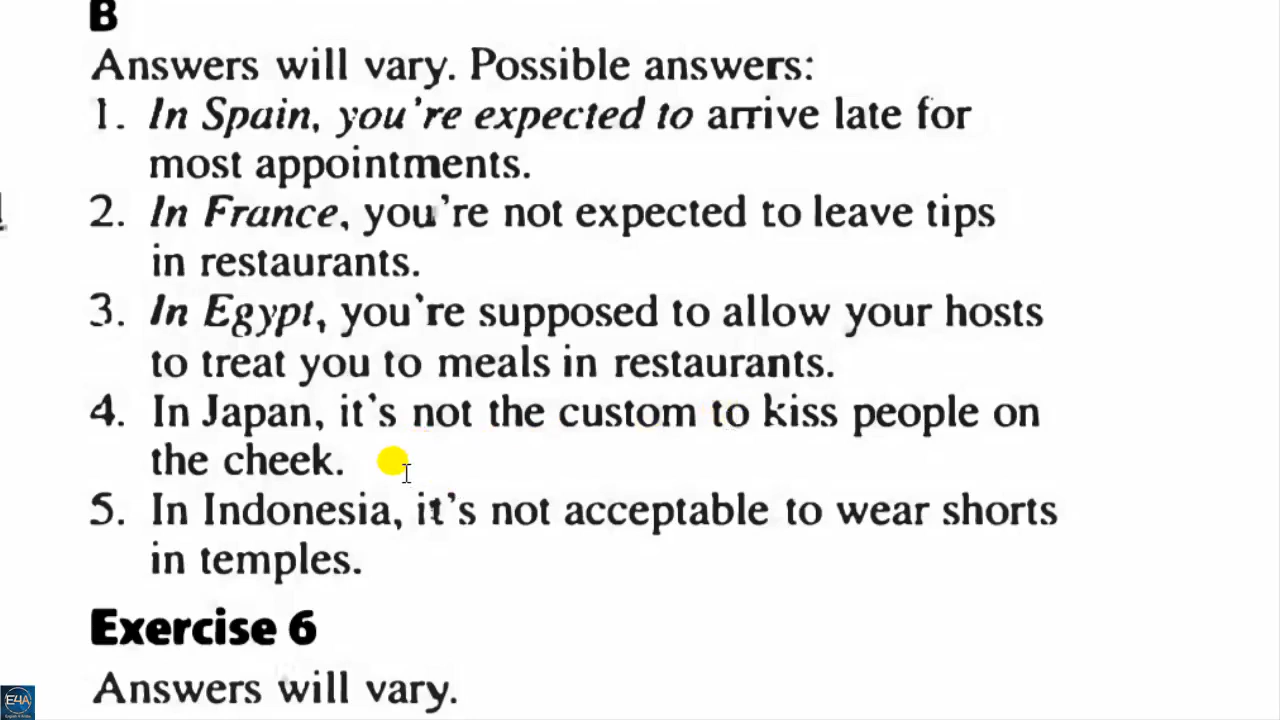 B
Answers will vary. Possible answers:
1. In Spain, you're expected to arrive late for
most appointments.
2. In France, you're not expected to leave tips
in restaurants.
3. In Egypt, you're supposed to allow your hosts
to treat you to meals in restaurants.
4. In Japan, it's not the custom to kiss people on
the cheek.
5. In Indonesia, it's not acceptable to wear shorts
in temples.
Exercise 6
Answers will vary.
E4A